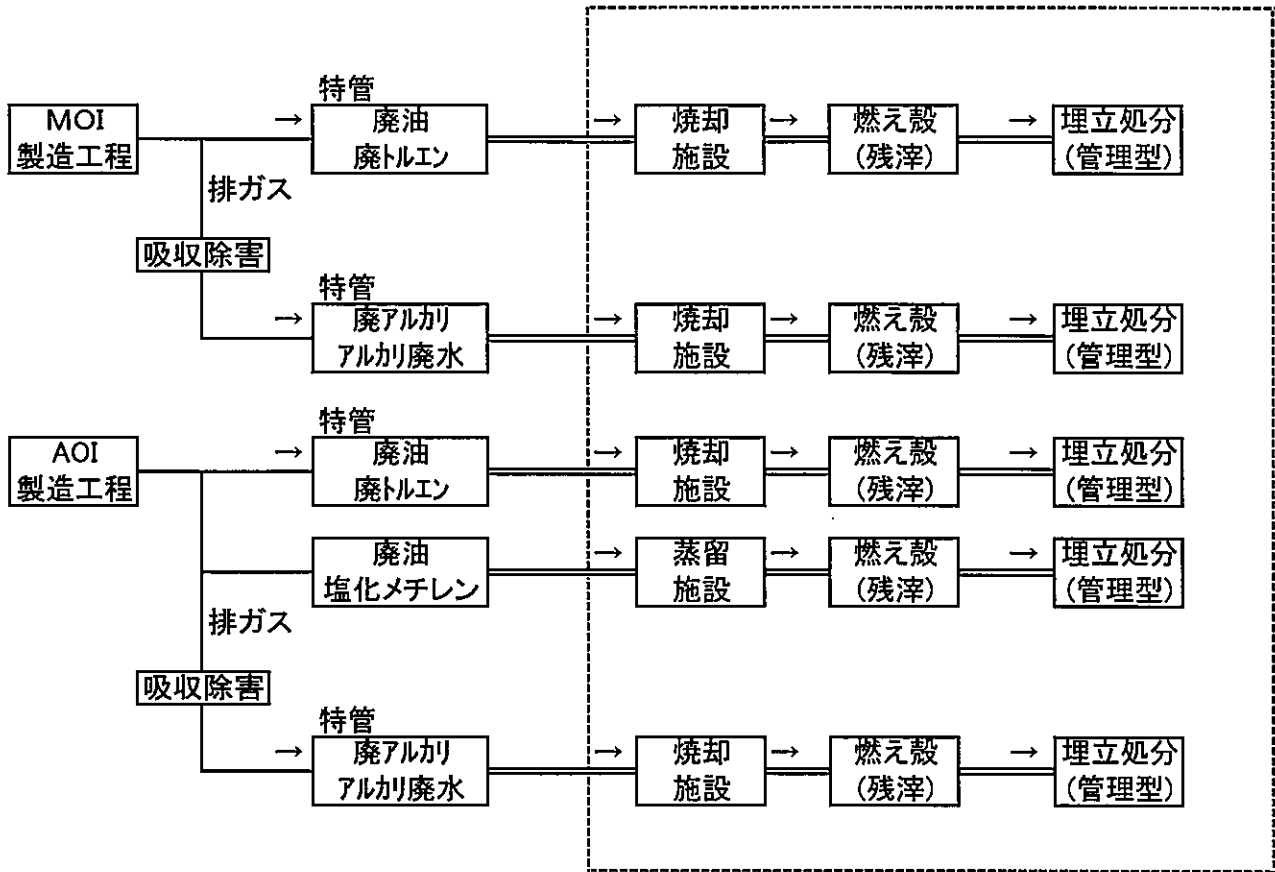 特管
MOI
製造工程
→
廃油
廃トルエン
→
焼却
施設
→
燃え殻
(残滓)
→
埋立処分
(管理型)
排ガス
吸収除害
特管
→
廃アルカリ
アルカリ廃水
→
焼却
施設
→
燃え殻
(残滓)
→
埋立処分
(管理型)
特管
AOI
製造工程
→
廃油
廃トルエン
→
焼却
施設
→
燃え殻
(残滓)
→
埋立処分
(管理型)
廃油
塩化メチレン
→
蒸留
施設
→
燃え殻
(残滓)
→
埋立処分
(管理型)
排ガス
吸収除害
特管
→
廃アルカリ
アルカリ廃水
→
焼却
施設
→
燃え殻
(残滓)
→
埋立処分
(管理型)